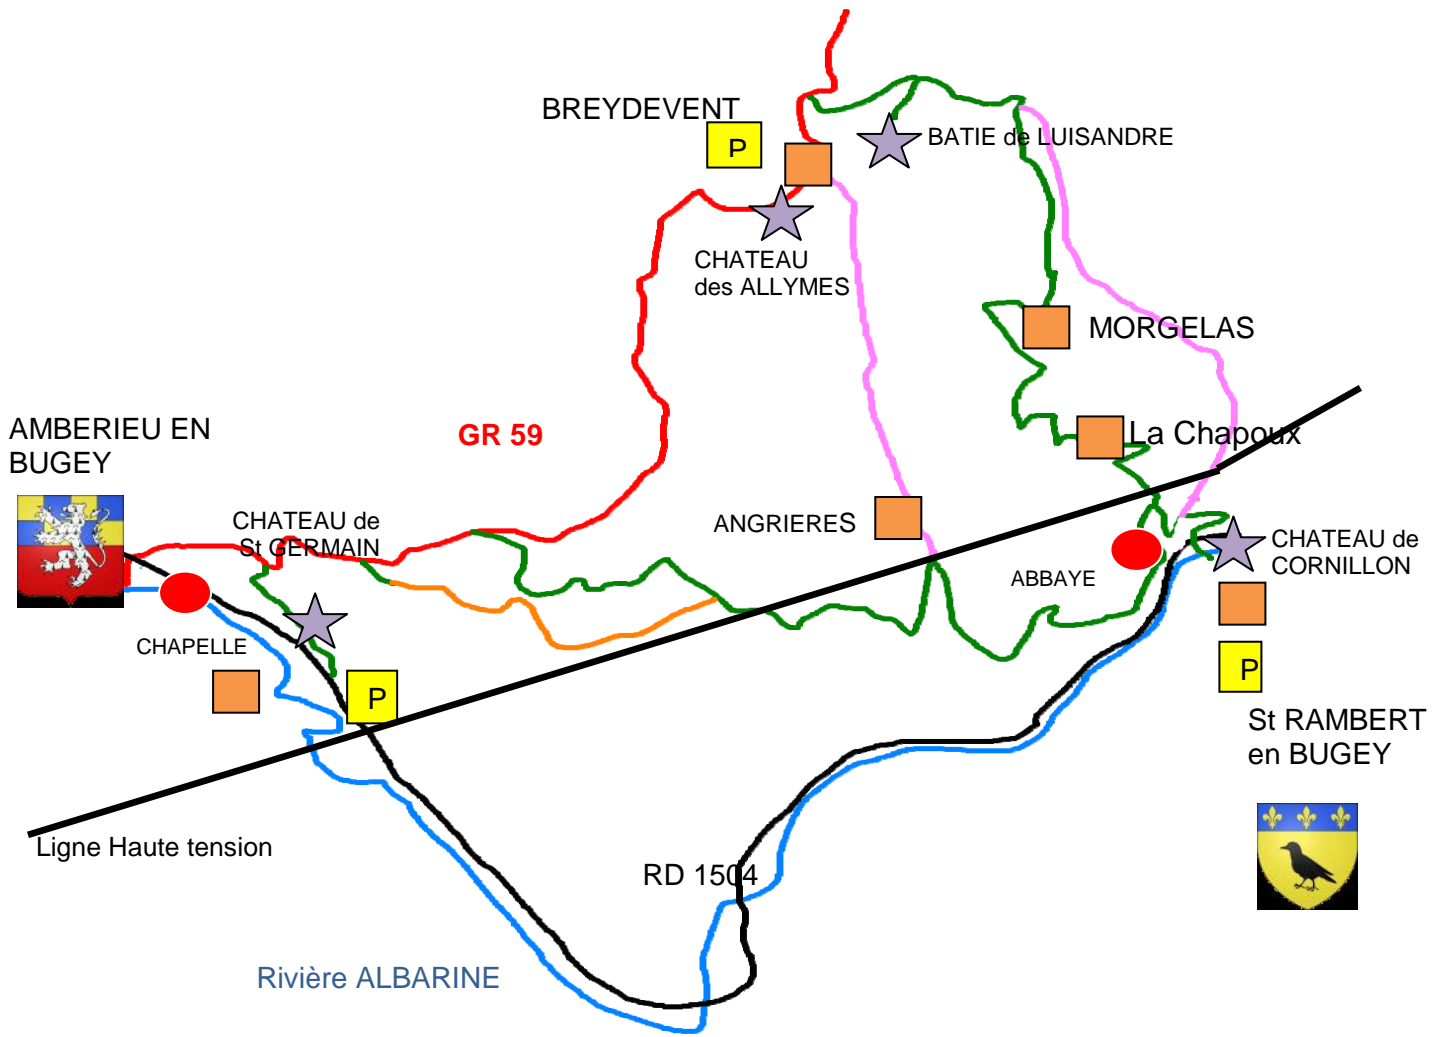 BREYDEVENT
P
BATIE de LUISANDRE
CHATEAU
des ALLYMES
MORGELAS
AMBERIEU EN
BUGEY
GR 59
La Chapoux
CHATEAU de
St GERMAIN
ANGRIERES
CHATEAU de
CORNILLON
ABBAYE
CHAPELLE
P
P
St RAMBERT
en BUGEY
Ligne Haute tension
RD 1504
Rivière ALBARINE